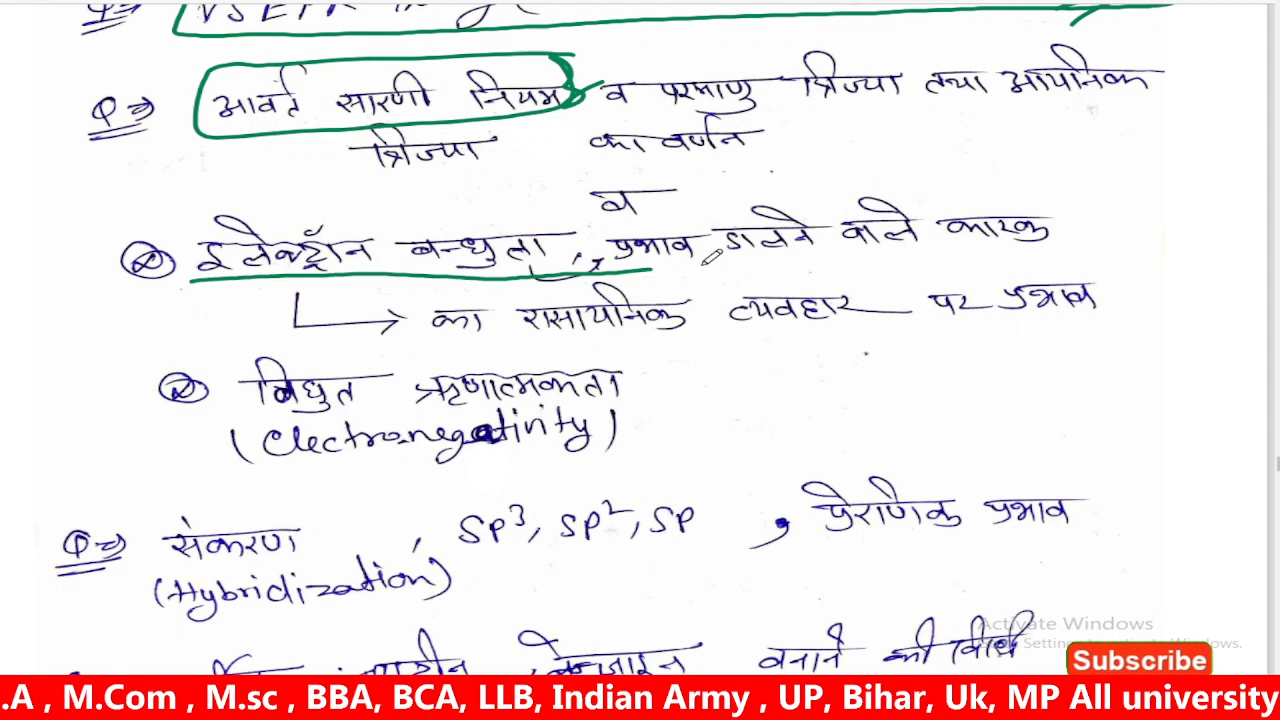 Q⇒ VSEPR
Q⇒ आवर्त सारणी नियम व परमाणु त्रिज्या तथा आयनिक
त्रिज्या का वर्णन
व
इलेक्ट्रॉन बन्धुता, प्रभाव डालने वाले कारक
का रासायनिक व्यवहार पर प्रभाव
विधुत ऋणात्मकता
(Electronegativity)
Q⇒ संकरण , SP³, SP², SP , प्रेरणिक प्रभाव
(Hybridization)
बनाने की विधि
Activate Windows
Subscribe
.A , M.Com , M.sc , BBA, BCA, LLB, Indian Army , UP, Bihar, Uk, MP All university